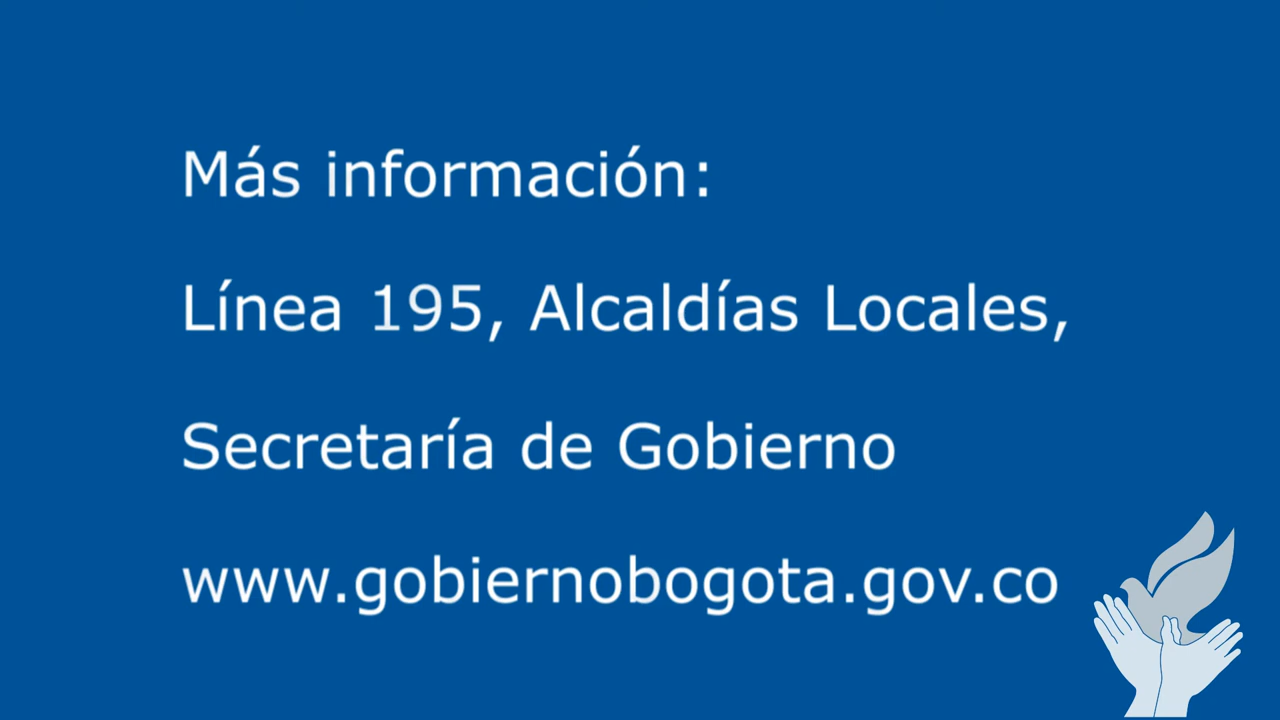 Más información:
Línea 195, Alcaldías Locales,
Secretaría de Gobierno
www.gobiernobogota.gov.co